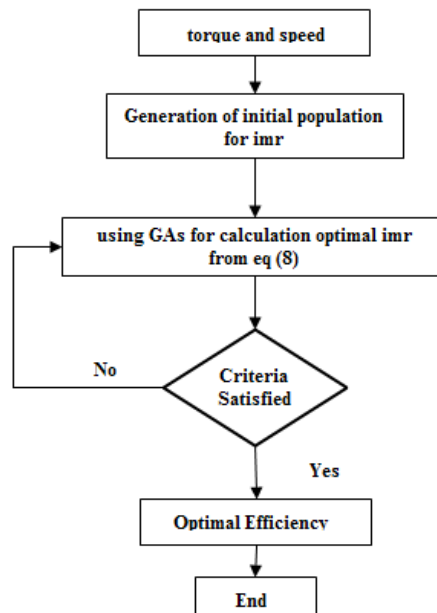 torque and speed
Generation of initial population
for imr
using GAs for calculation optimal imr
from eq (8)
No
Criteria
Satisfied
Yes
Optimal Efficiency
End